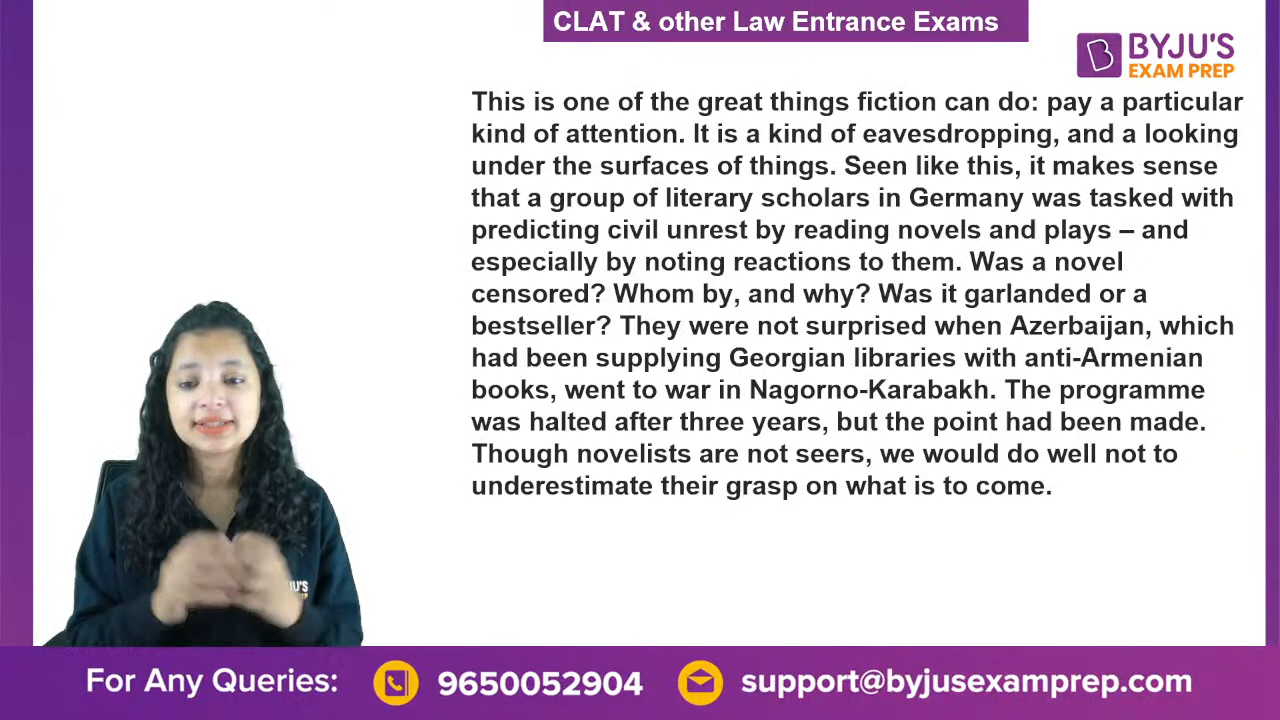 CLAT & other Law Entrance Exams
BYJU'S
EXAM PREP
This is one of the great things fiction can do: pay a particular
kind of attention. It is a kind of eavesdropping, and a looking
under the surfaces of things. Seen like this, it makes sense
that a group of literary scholars in Germany was tasked with
predicting civil unrest by reading novels and plays – and
especially by noting reactions to them. Was a novel
censored? Whom by, and why? Was it garlanded or a
bestseller? They were not surprised when Azerbaijan, which
had been supplying Georgian libraries with anti-Armenian
books, went to war in Nagorno-Karabakh. The programme
was halted after three years, but the point had been made.
Though novelists are not seers, we would do well not to
underestimate their grasp on what is to come.
For Any Queries:
9650052904
support@byjusexamprep.com